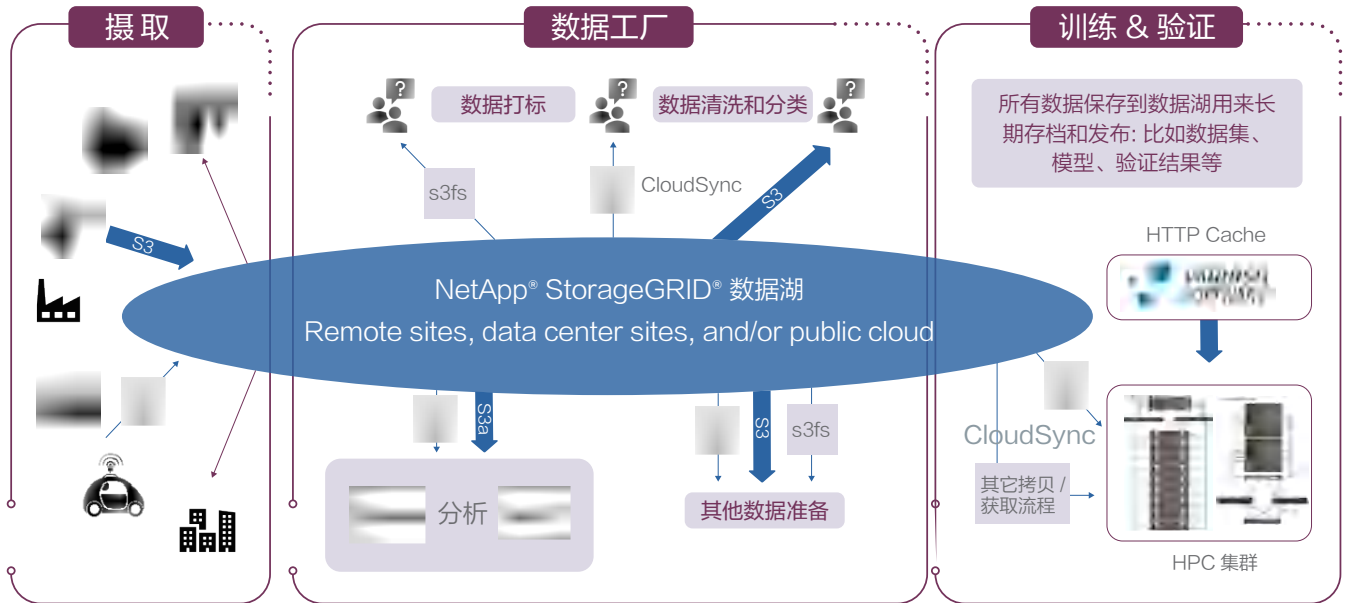 摄取
数据工厂
训练 & 验证
?
数据打标
?
数据清洗和分类
?
所有数据保存到数据湖用来长
期存档和发布: 比如数据集、
模型、验证结果等
s3fs
CloudSync
S3
S3
HTTP Cache
NetApp® StorageGRID® 数据湖
Remote sites, data center sites, and/or public cloud
S3a
S3
s3fs
CloudSync
分析
其他数据准备
其它拷贝 /
获取流程
HPC 集群